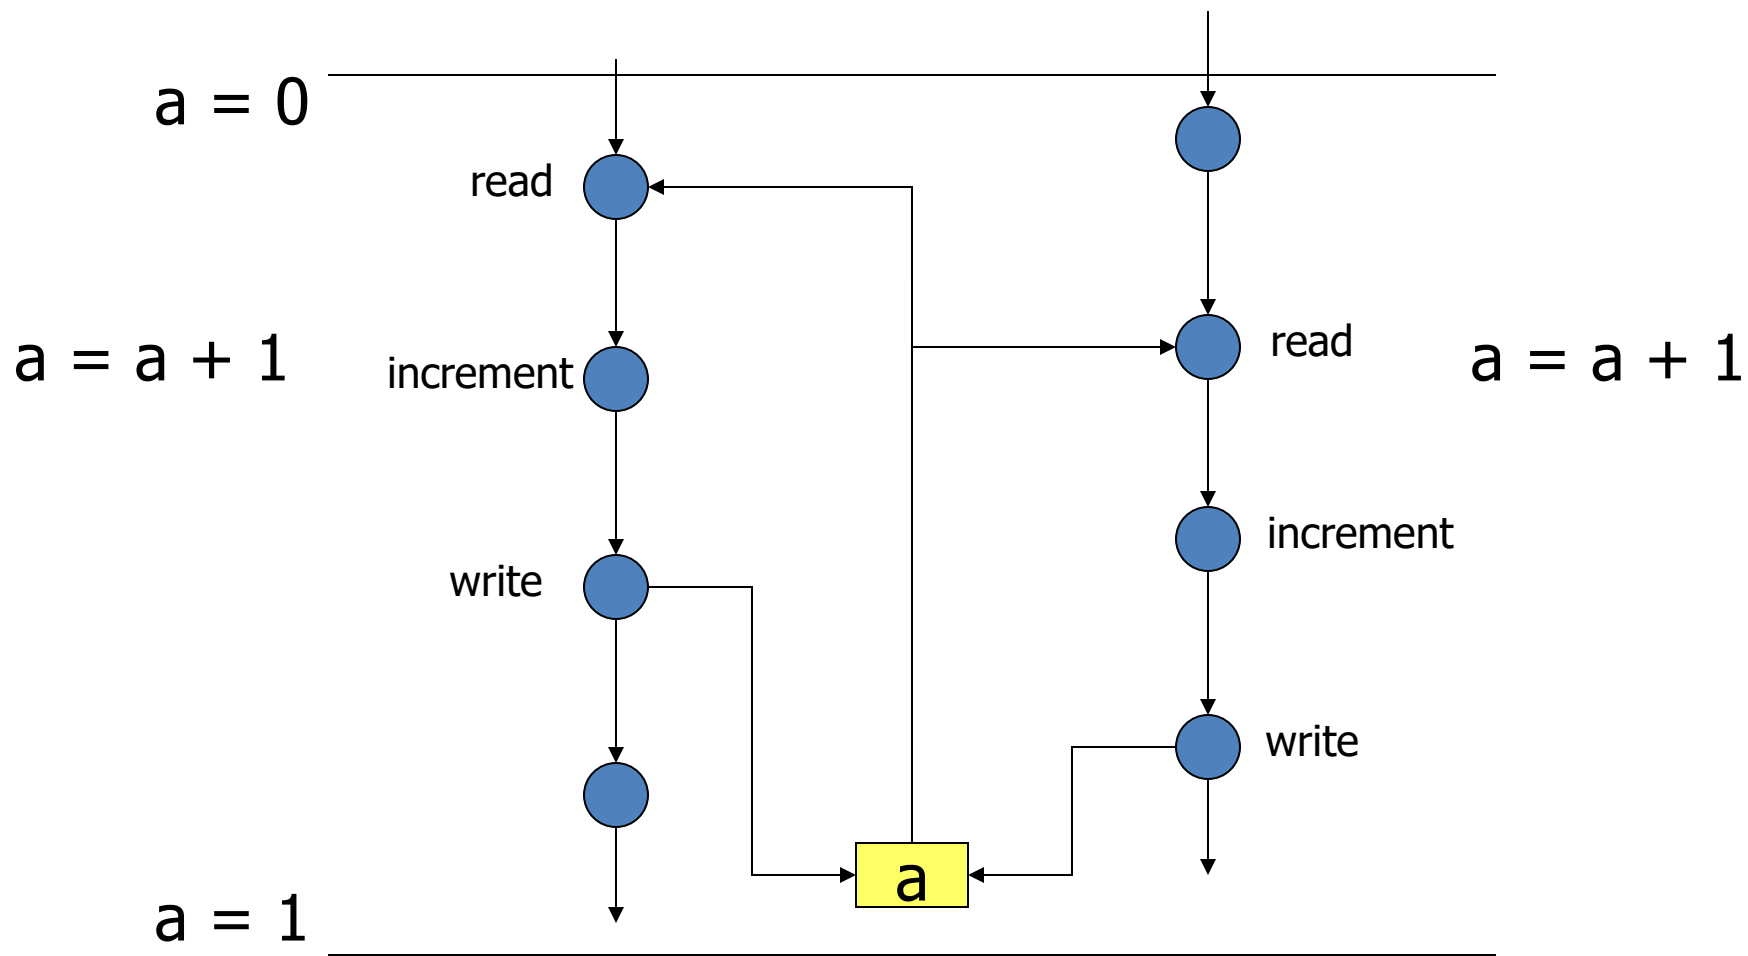 a = 0
read
read
a = a + 1
increment
a = a + 1
increment
write
write
a
a = 1